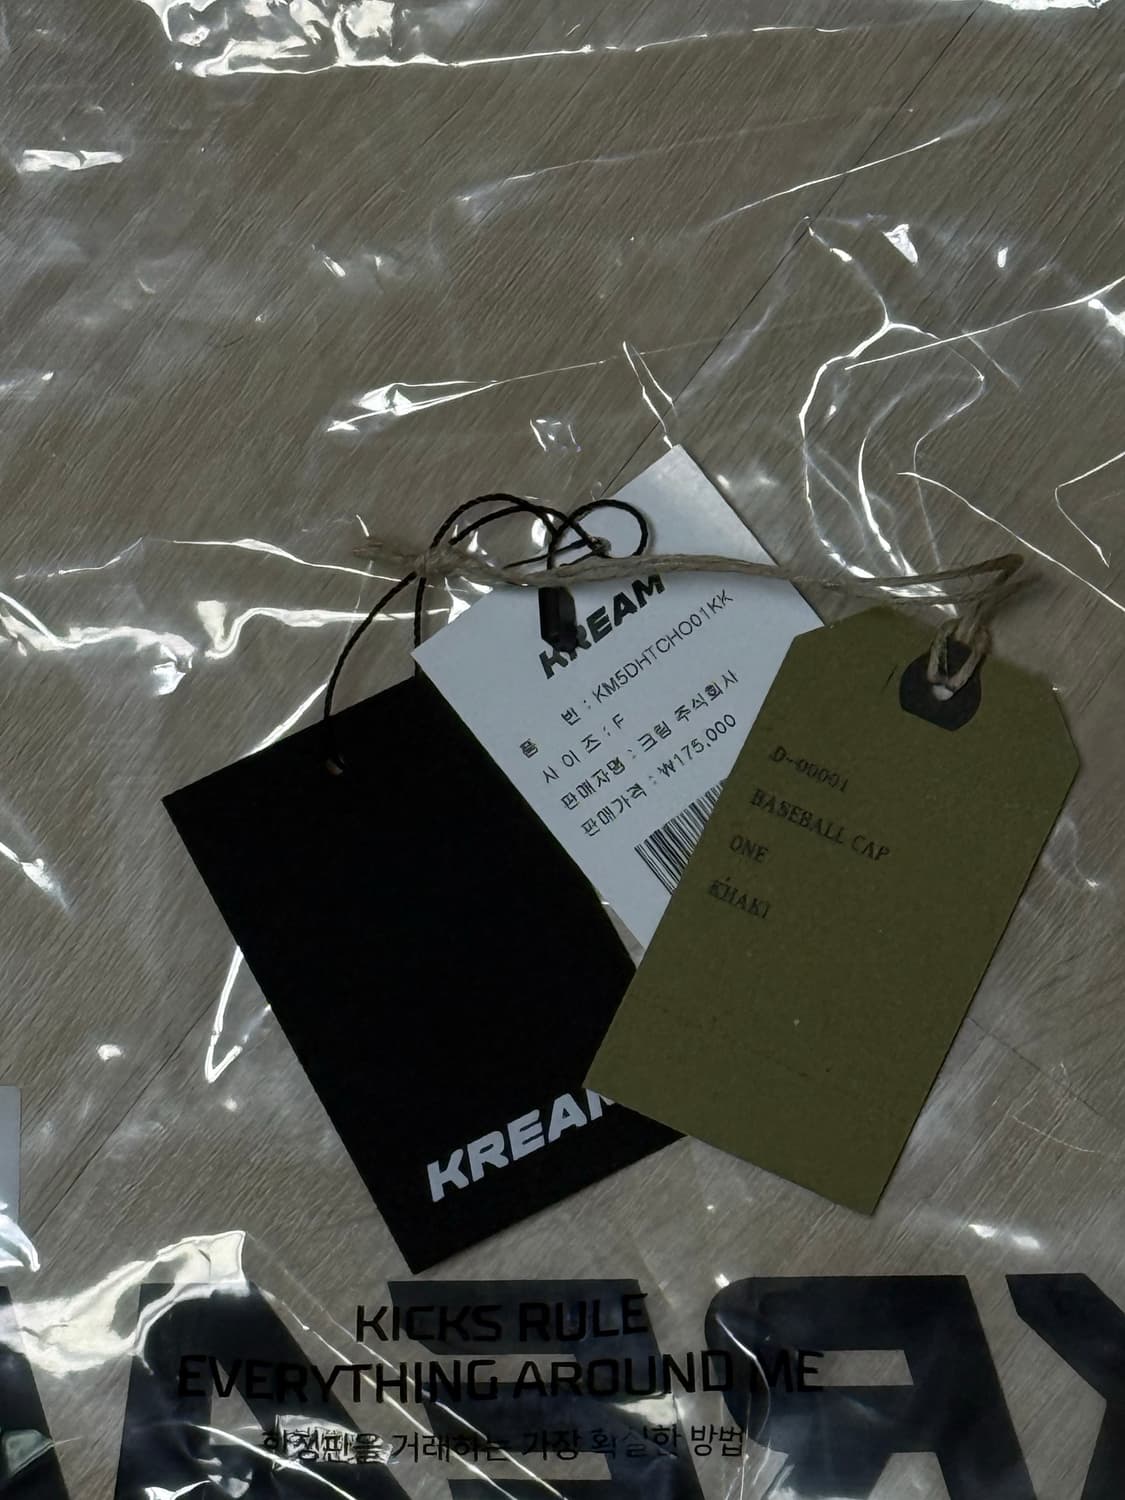 KREAM
품 번 : KM5DHTCHO01KK
사 이 즈 : F
판매자명 : 크림 주식회사
판매가격 : ₩175,000
D-00001
BASEBALL CAP
ONE
KHAKI
KREAM
KICKS RULE
EVERYTHING AROUND ME
한정판을 거래하는 가장 확실한 방법
KREAM